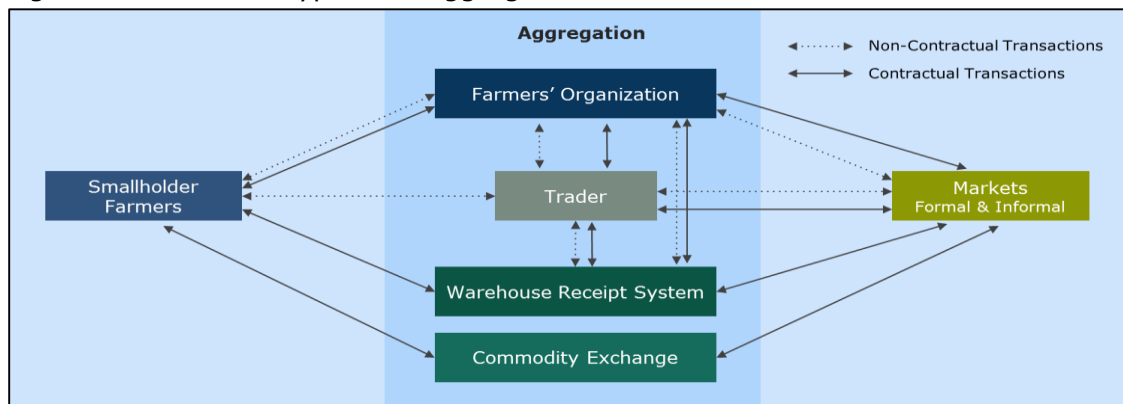 Aggregation
Non-Contractual Transactions
Contractual Transactions
Farmers' Organization
Smallholder
Farmers
Trader
Markets
Formal & Informal
Warehouse Receipt System
Commodity Exchange